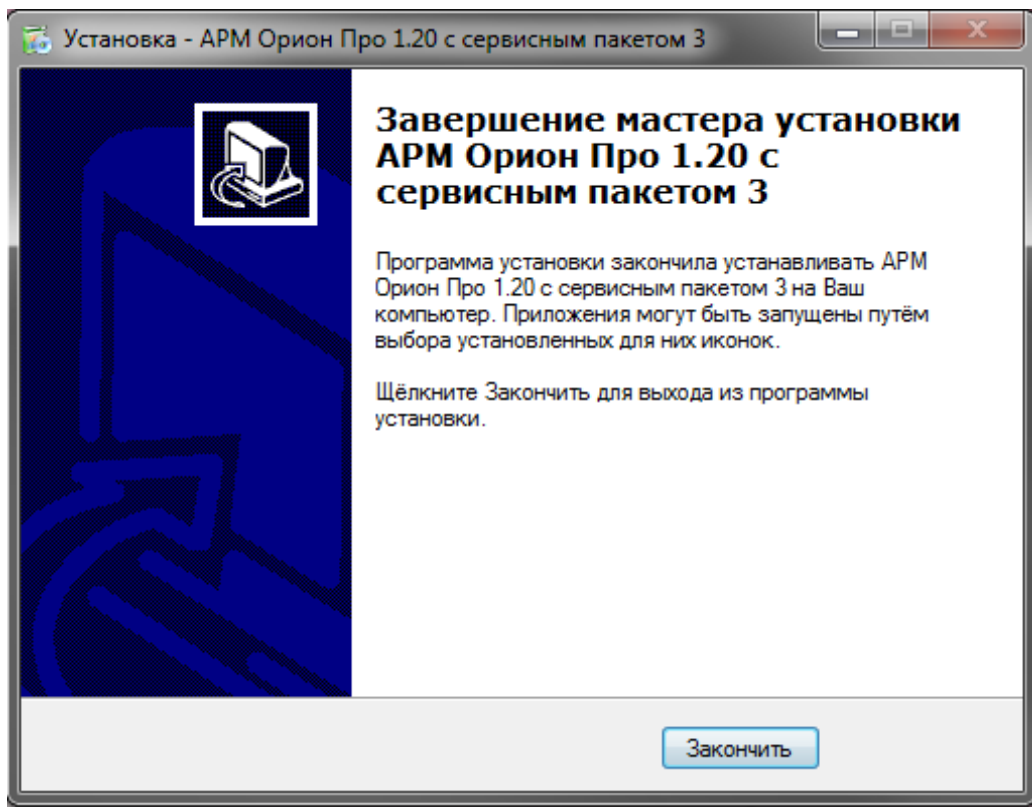 Установка - АРМ Орион Про 1.20 с сервисным пакетом 3
Завершение мастера установки
АРМ Орион Про 1.20 с
сервисным пакетом 3
Программа установки закончила устанавливать АРМ
Орион Про 1.20 с сервисным пакетом 3 на Ваш
компьютер. Приложения могут быть запущены путём
выбора установленных для них иконок.
Щёлкните Закончить для выхода из программы
установки.
Закончить